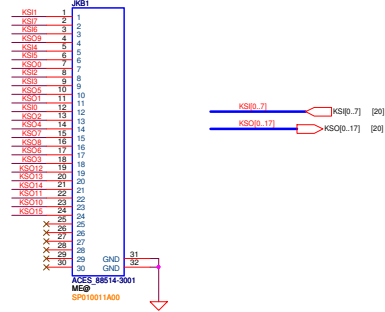 JKB1
KSI1 1 1
KSI7 2 2
KSI6 3 3
KSO9 4 4
KSI4 5 5
KSI5 6 6
KSO0 7 7
KSI2 8 8
KSI3 9 9
KSO5 10 10
KSO1 11 11
KSI0 12 12
KSO2 13 13
KSO4 14 14
KSO7 15 15
KSO8 16 16
KSO6 17 17
KSO3 18 18
KSO12 19 19
KSO13 20 20
KSO14 21 21
KSO11 22 22
KSO10 23 23
KSO15 24 24
25 25
26 26
27 27
28 28
29 29 GND 31
30 30 GND 32
ACES_88514-3001
ME@
SP010011A00
KSI[0..7] KSI[0..7] [20]
KSO[0..17] KSO[0..17] [20]